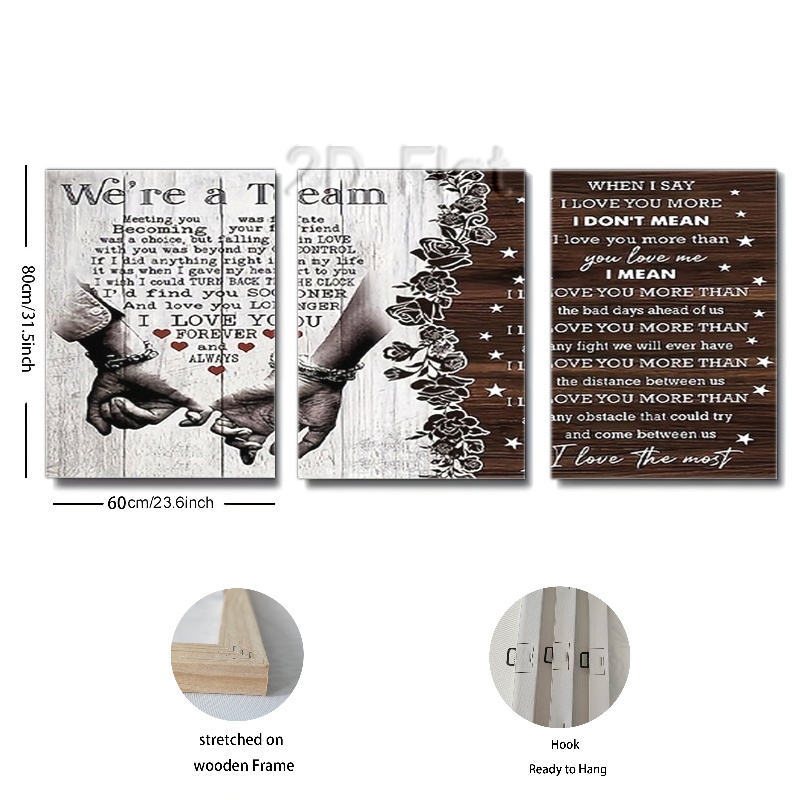 2D Flat
We're a Team
Meeting you was Fate
Becoming your friend
was a choice, but falling in LOVE
with you was beyond my CONTROL
If I did anything right in my life
it was when I gave my heart to you
I wish I could TURN BACK THE CLOCK
I'd find you SOONER
And love you LONGER
I LOVE YOU
FOREVER
and
ALWAYS
WHEN I SAY
I LOVE YOU MORE
I DON'T MEAN
I love you more than
you love me
I MEAN
I LOVE YOU MORE THAN
the bad days ahead of us
I LOVE YOU MORE THAN
any fight we will ever have
I LOVE YOU MORE THAN
the distance between us
I LOVE YOU MORE THAN
any obstacle that could try
and come between us
I love the most
80cm/31.5inch
60cm/23.6inch
stretched on
wooden Frame
Hook
Ready to Hang